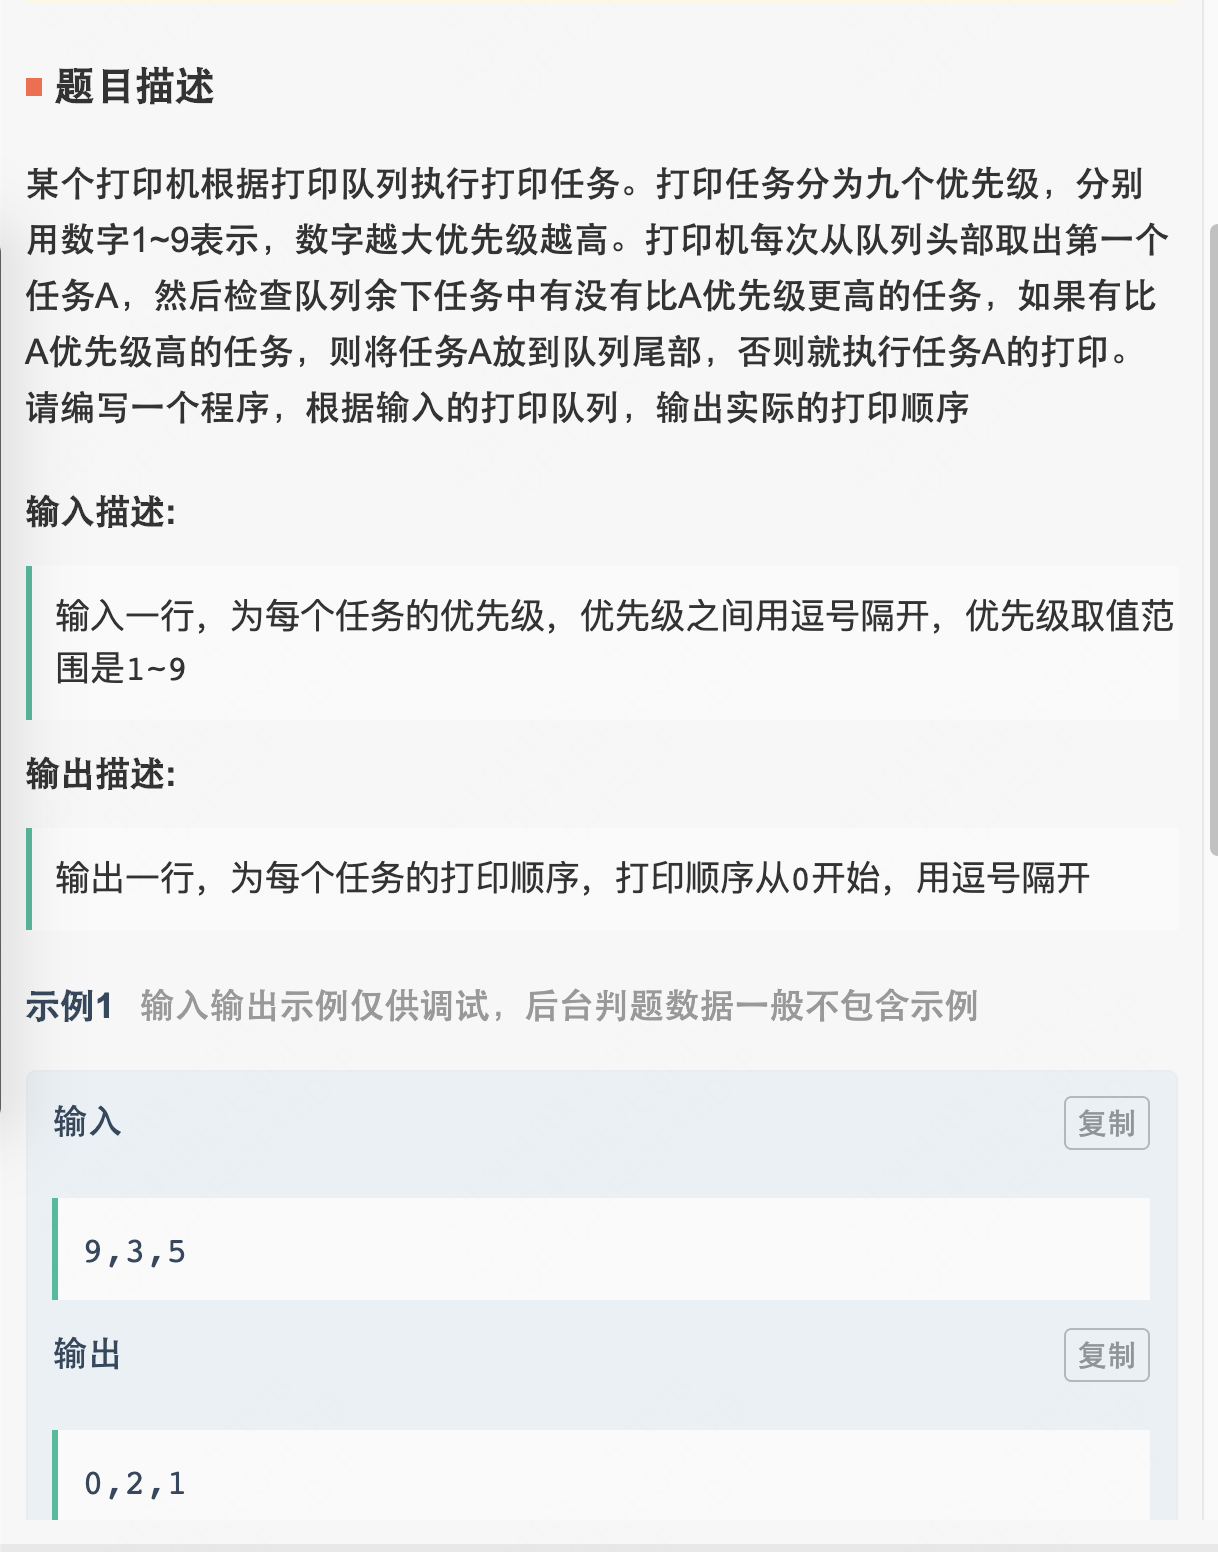 题目描述
某个打印机根据打印队列执行打印任务。打印任务分为九个优先级，分别
用数字1~9表示，数字越大优先级越高。打印机每次从队列头部取出第一个
任务A，然后检查队列余下任务中有没有比A优先级更高的任务，如果有比
A优先级高的任务，则将任务A放到队列尾部，否则就执行任务A的打印。
请编写一个程序，根据输入的打印队列，输出实际的打印顺序
输入描述:
输入一行，为每个任务的优先级，优先级之间用逗号隔开，优先级取值范
围是1~9
输出描述:
输出一行，为每个任务的打印顺序，打印顺序从0开始，用逗号隔开
示例1 输入输出示例仅供调试，后台判题数据一般不包含示例
输入 复制
9,3,5
输出 复制
0,2,1